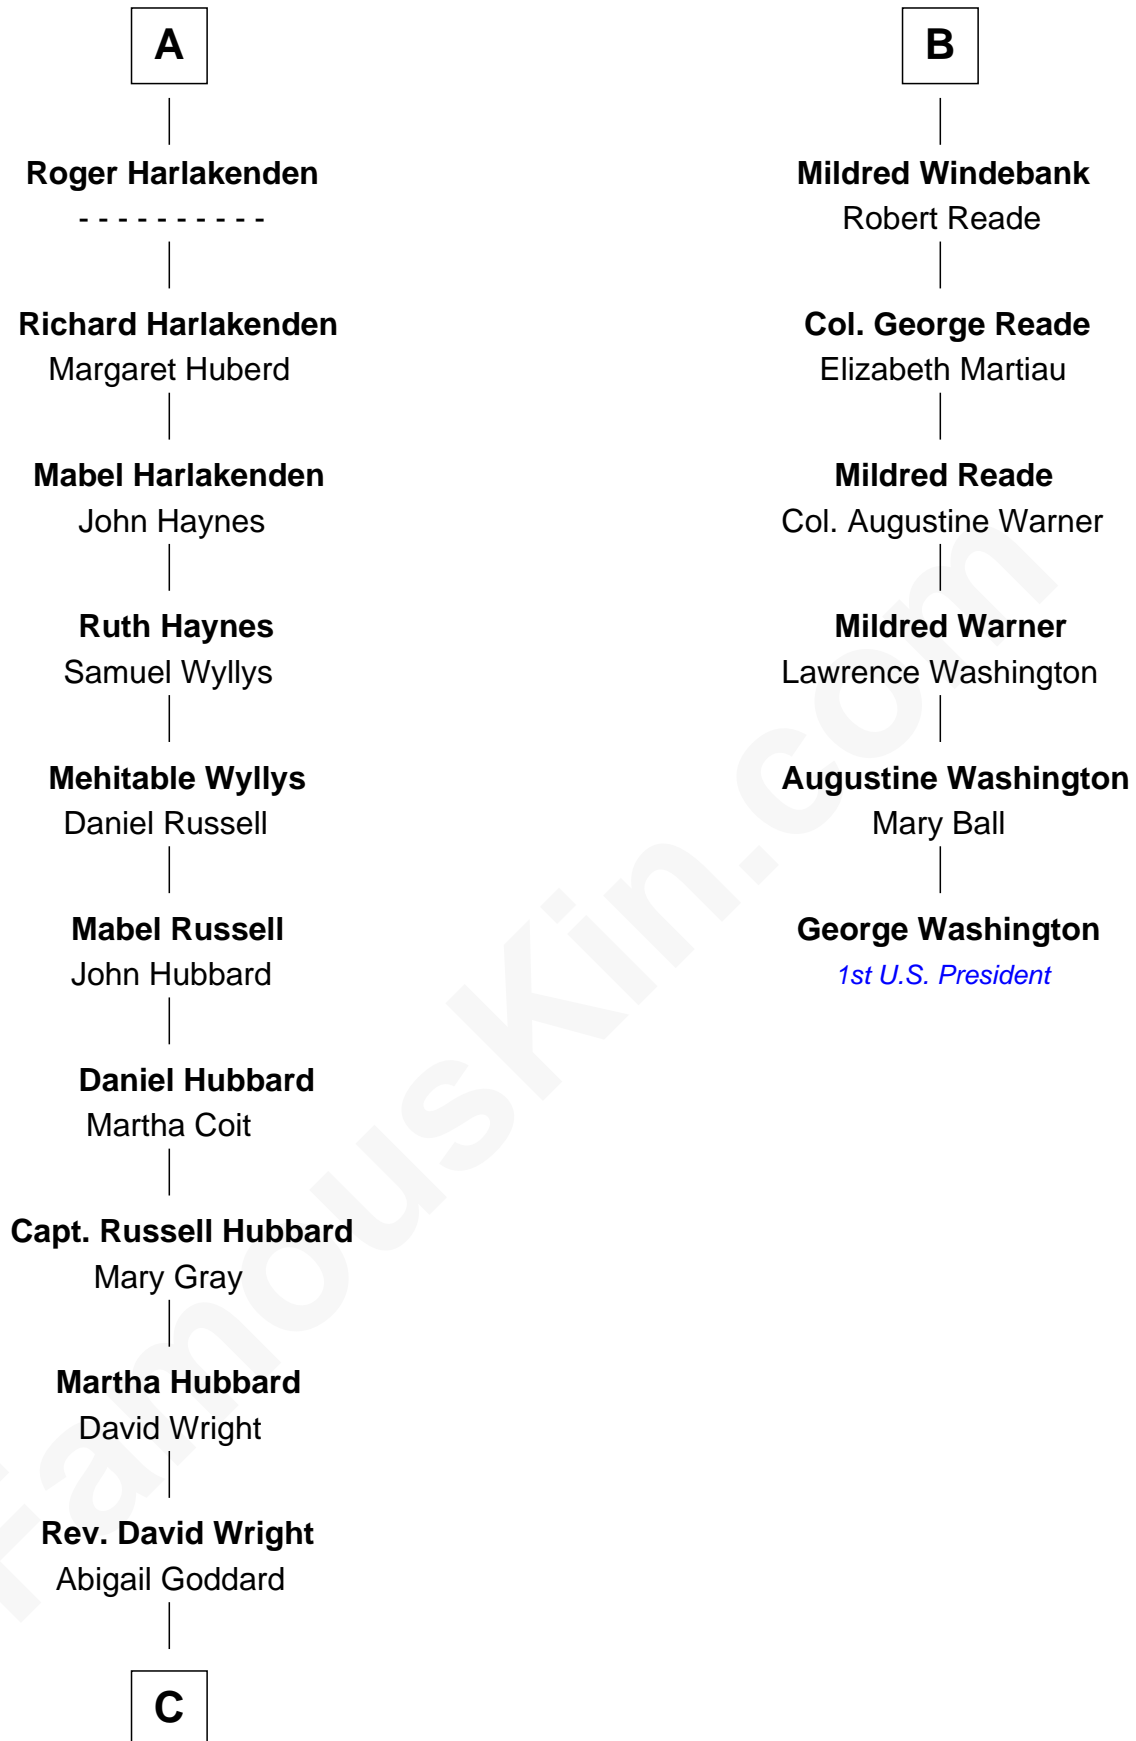 A
Roger Harlakenden
- - - - - - - - - -
Richard Harlakenden
Margaret Huberd
Mabel Harlakenden
John Haynes
Ruth Haynes
Samuel Wyllys
Mehitable Wyllys
Daniel Russell
Mabel Russell
John Hubbard
Daniel Hubbard
Martha Coit
Capt. Russell Hubbard
Mary Gray
Martha Hubbard
David Wright
Rev. David Wright
Abigail Goddard
C
B
Mildred Windebank
Robert Reade
Col. George Reade
Elizabeth Martiau
Mildred Reade
Col. Augustine Warner
Mildred Warner
Lawrence Washington
Augustine Washington
Mary Ball
George Washington
1st U.S. President
FamousKin.com